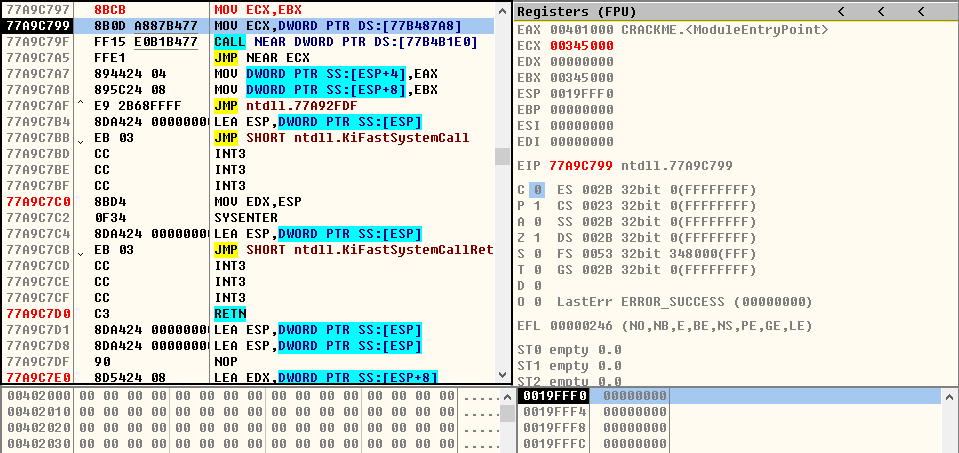 77A9C797 8BCB MOV ECX,EBX
77A9C799 8B0D A887B477 MOV ECX,DWORD PTR DS:[77B487A8]
77A9C79F FF15 E0B1B477 CALL NEAR DWORD PTR DS:[77B4B1E0]
77A9C7A5 FFE1 JMP NEAR ECX
77A9C7A7 894424 04 MOV DWORD PTR SS:[ESP+4],EAX
77A9C7AB 895C24 08 MOV DWORD PTR SS:[ESP+8],EBX
77A9C7AF ^ E9 2B68FFFF JMP ntdll.77A92FDF
77A9C7B4 8DA424 00000000 LEA ESP,DWORD PTR SS:[ESP]
77A9C7BB EB 03 JMP SHORT ntdll.KiFastSystemCall
77A9C7BD CC INT3
77A9C7BE CC INT3
77A9C7BF CC INT3
77A9C7C0 8BD4 MOV EDX,ESP
77A9C7C2 0F34 SYSENTER
77A9C7C4 8DA424 00000000 LEA ESP,DWORD PTR SS:[ESP]
77A9C7CB EB 03 JMP SHORT ntdll.KiFastSystemCallRet
77A9C7CD CC INT3
77A9C7CE CC INT3
77A9C7CF CC INT3
77A9C7D0 C3 RETN
77A9C7D1 8DA424 00000000 LEA ESP,DWORD PTR SS:[ESP]
77A9C7D8 8DA424 00000000 LEA ESP,DWORD PTR SS:[ESP]
77A9C7DF 90 NOP
77A9C7E0 8D5424 08 LEA EDX,DWORD PTR SS:[ESP+8]
Registers (FPU) < < <
EAX 00401000 CRACKME.<ModuleEntryPoint>
ECX 00345000
EDX 00000000
EBX 00345000
ESP 0019FFF0
EBP 00000000
ESI 00000000
EDI 00000000
EIP 77A9C799 ntdll.77A9C799
C 0 ES 002B 32bit 0(FFFFFFFF)
P 1 CS 0023 32bit 0(FFFFFFFF)
A 0 SS 002B 32bit 0(FFFFFFFF)
Z 1 DS 002B 32bit 0(FFFFFFFF)
S 0 FS 0053 32bit 348000(FFF)
T 0 GS 002B 32bit 0(FFFFFFFF)
D 0
O 0 LastErr ERROR_SUCCESS (00000000)
EFL 00000246 (NO,NB,E,BE,NS,PE,GE,LE)
ST0 empty 0.0
ST1 empty 0.0
ST2 empty 0.0
00402000 00 00 00 00 00 00 00 00 00 00 00 00 00 00 00 00 .....
00402010 00 00 00 00 00 00 00 00 00 00 00 00 00 00 00 00 .....
00402020 00 00 00 00 00 00 00 00 00 00 00 00 00 00 00 00 .....
00402030 00 00 00 00 00 00 00 00 00 00 00 00 00 00 00 00 .....
0019FFF0 00000000
0019FFF4 00000000
0019FFF8 00000000
0019FFFC 00000000